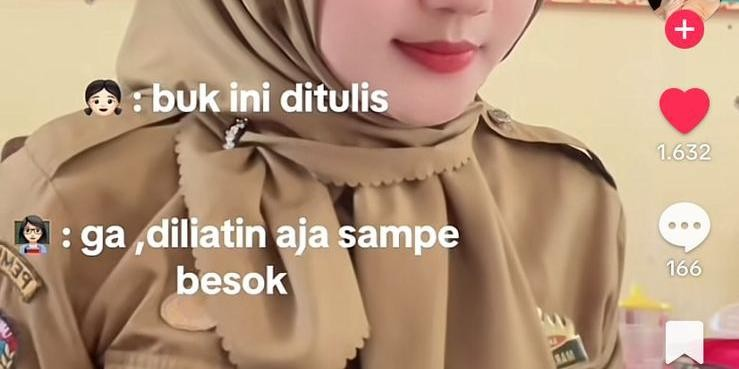 : buk ini ditulis
1.632
: ga ,diliatin aja sampe
besok
166